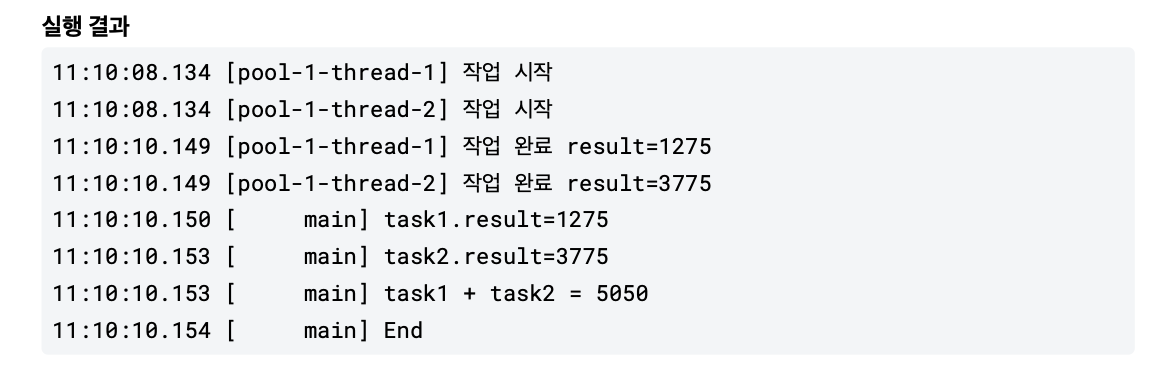 실행 결과
11:10:08.134 [pool-1-thread-1] 작업 시작
11:10:08.134 [pool-1-thread-2] 작업 시작
11:10:10.149 [pool-1-thread-1] 작업 완료 result=1275
11:10:10.149 [pool-1-thread-2] 작업 완료 result=3775
11:10:10.150 [     main] task1.result=1275
11:10:10.153 [     main] task2.result=3775
11:10:10.153 [     main] task1 + task2 = 5050
11:10:10.154 [     main] End